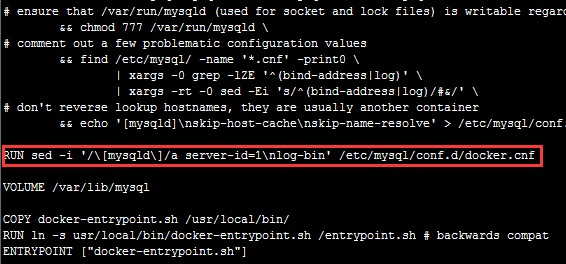 # ensure that /var/run/mysqld (used for socket and lock files) is writable regar
&& chmod 777 /var/run/mysqld \
# comment out a few problematic configuration values
&& find /etc/mysql/ -name '*.cnf' -print0 \
| xargs -0 grep -lZE '^(bind-address|log)' \
| xargs -rt -0 sed -Ei 's/^(bind-address|log)/#&/' \
# don't reverse lookup hostnames, they are usually another container
&& echo '[mysqld]\nskip-host-cache\nskip-name-resolve' > /etc/mysql/conf.
RUN sed -i '/\[mysqld\]/a server-id=1\nlog-bin' /etc/mysql/conf.d/docker.cnf
VOLUME /var/lib/mysql
COPY docker-entrypoint.sh /usr/local/bin/
RUN ln -s usr/local/bin/docker-entrypoint.sh /entrypoint.sh # backwards compat
ENTRYPOINT ["docker-entrypoint.sh"]